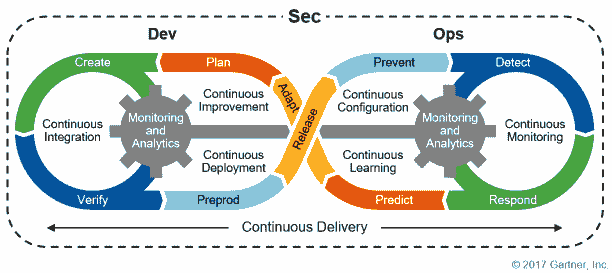 Sec
Dev
Ops
Create
Plan
Adapt
Release
Prevent
Detect
Continuous
Integration
Monitoring
and
Analytics
Continuous
Improvement
Continuous
Deployment
Continuous
Configuration
Continuous
Learning
Monitoring
and
Analytics
Continuous
Monitoring
Verify
Preprod
Predict
Respond
Continuous Delivery
© 2017 Gartner, Inc.